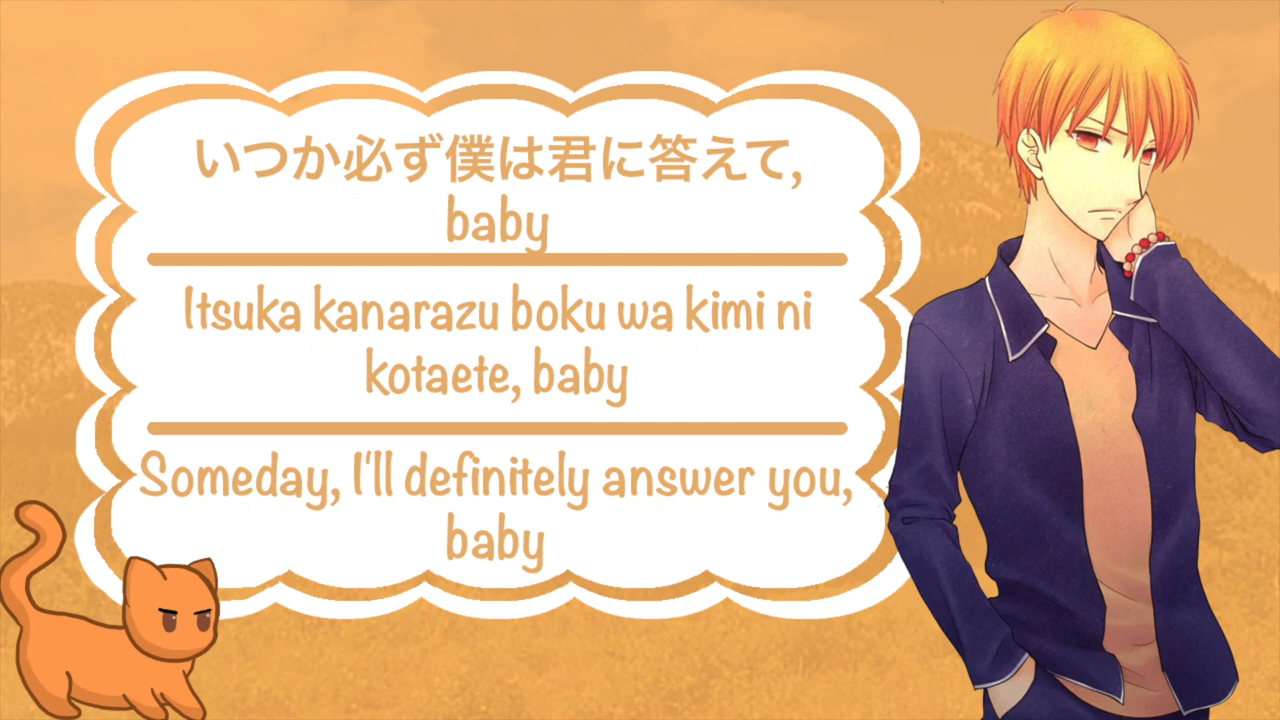 いつか必ず僕は君に答えて,
baby
Itsuka kanarazu boku wa kimi ni
kotaete, baby
Someday, I'll definitely answer you,
baby